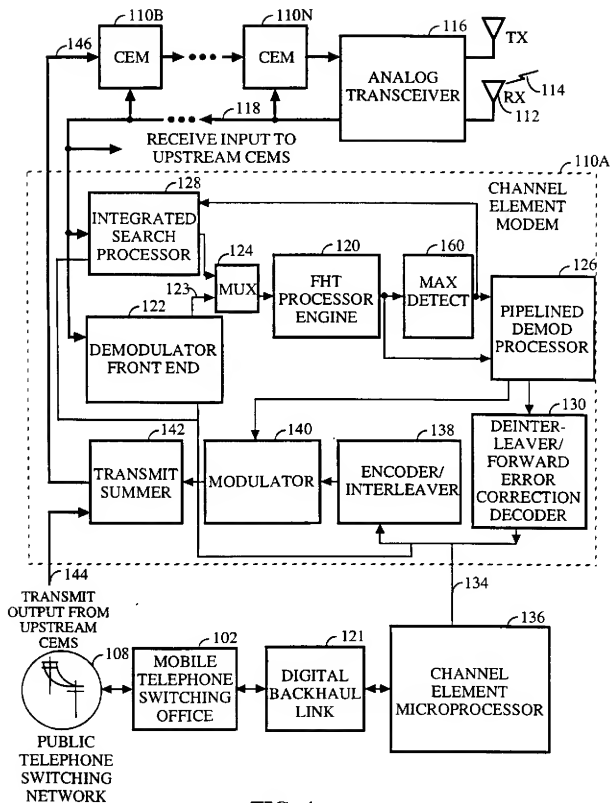 146
110B
110N
116
CEM
CEM
ANALOG
TRANSCEIVER
TX
RX
114
112
118
RECEIVE INPUT TO
UPSTREAM CEMS
110A
CHANNEL
ELEMENT
MODEM
128
INTEGRATED
SEARCH
PROCESSOR
124
MUX
123
120
FHT
PROCESSOR
ENGINE
160
MAX
DETECT
126
PIPELINED
DEMOD
PROCESSOR
122
DEMODULATOR
FRONT END
142
TRANSMIT
SUMMER
140
MODULATOR
138
ENCODER/
INTERLEAVER
130
DEINTER-
LEAVER/
FORWARD
ERROR
CORRECTION
DECODER
144
TRANSMIT
OUTPUT FROM
UPSTREAM
CEMS
134
108
PUBLIC
TELEPHONE
SWITCHING
NETWORK
102
MOBILE
TELEPHONE
SWITCHING
OFFICE
121
DIGITAL
BACKHAUL
LINK
136
CHANNEL
ELEMENT
MICROPROCESSOR